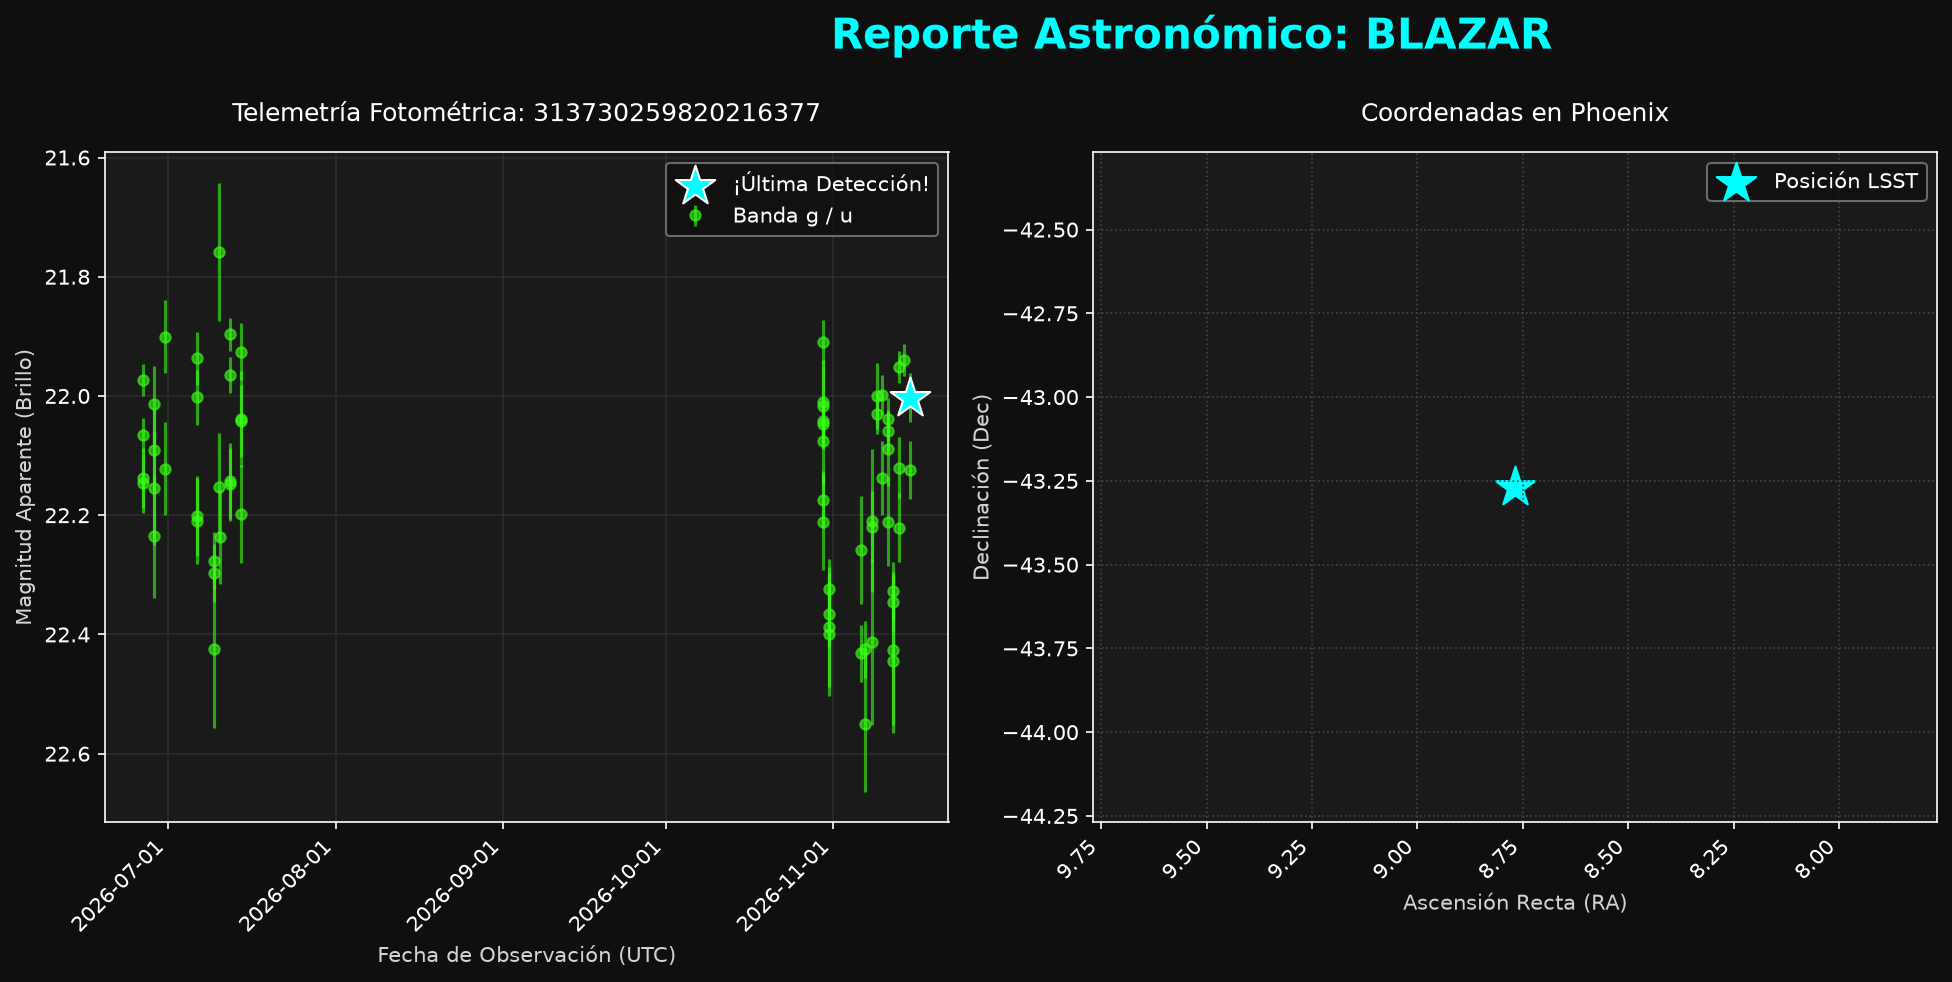 Reporte Astronómico: BLAZAR
Telemetría Fotométrica: 313730259820216377
¡Última Detección!
Banda g / u
Magnitud Aparente (Brillo)
21.6
21.8
22.0
22.2
22.4
22.6
2026-07-01
2026-08-01
2026-09-01
2026-10-01
2026-11-01
Fecha de Observación (UTC)
Coordenadas en Phoenix
Posición LSST
Declinación (Dec)
−42.50
−42.75
−43.00
−43.25
−43.50
−43.75
−44.00
−44.25
9.75
9.50
9.25
9.00
8.75
8.50
8.25
8.00
Ascensión Recta (RA)